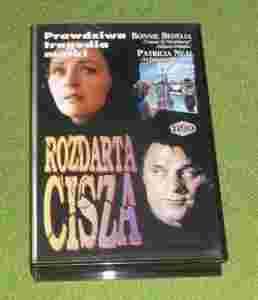 Prawdziwa
tragedia
matki
BONNIE BEDELIA
PATRICIA NEAL
ROZDARTA
CISZA